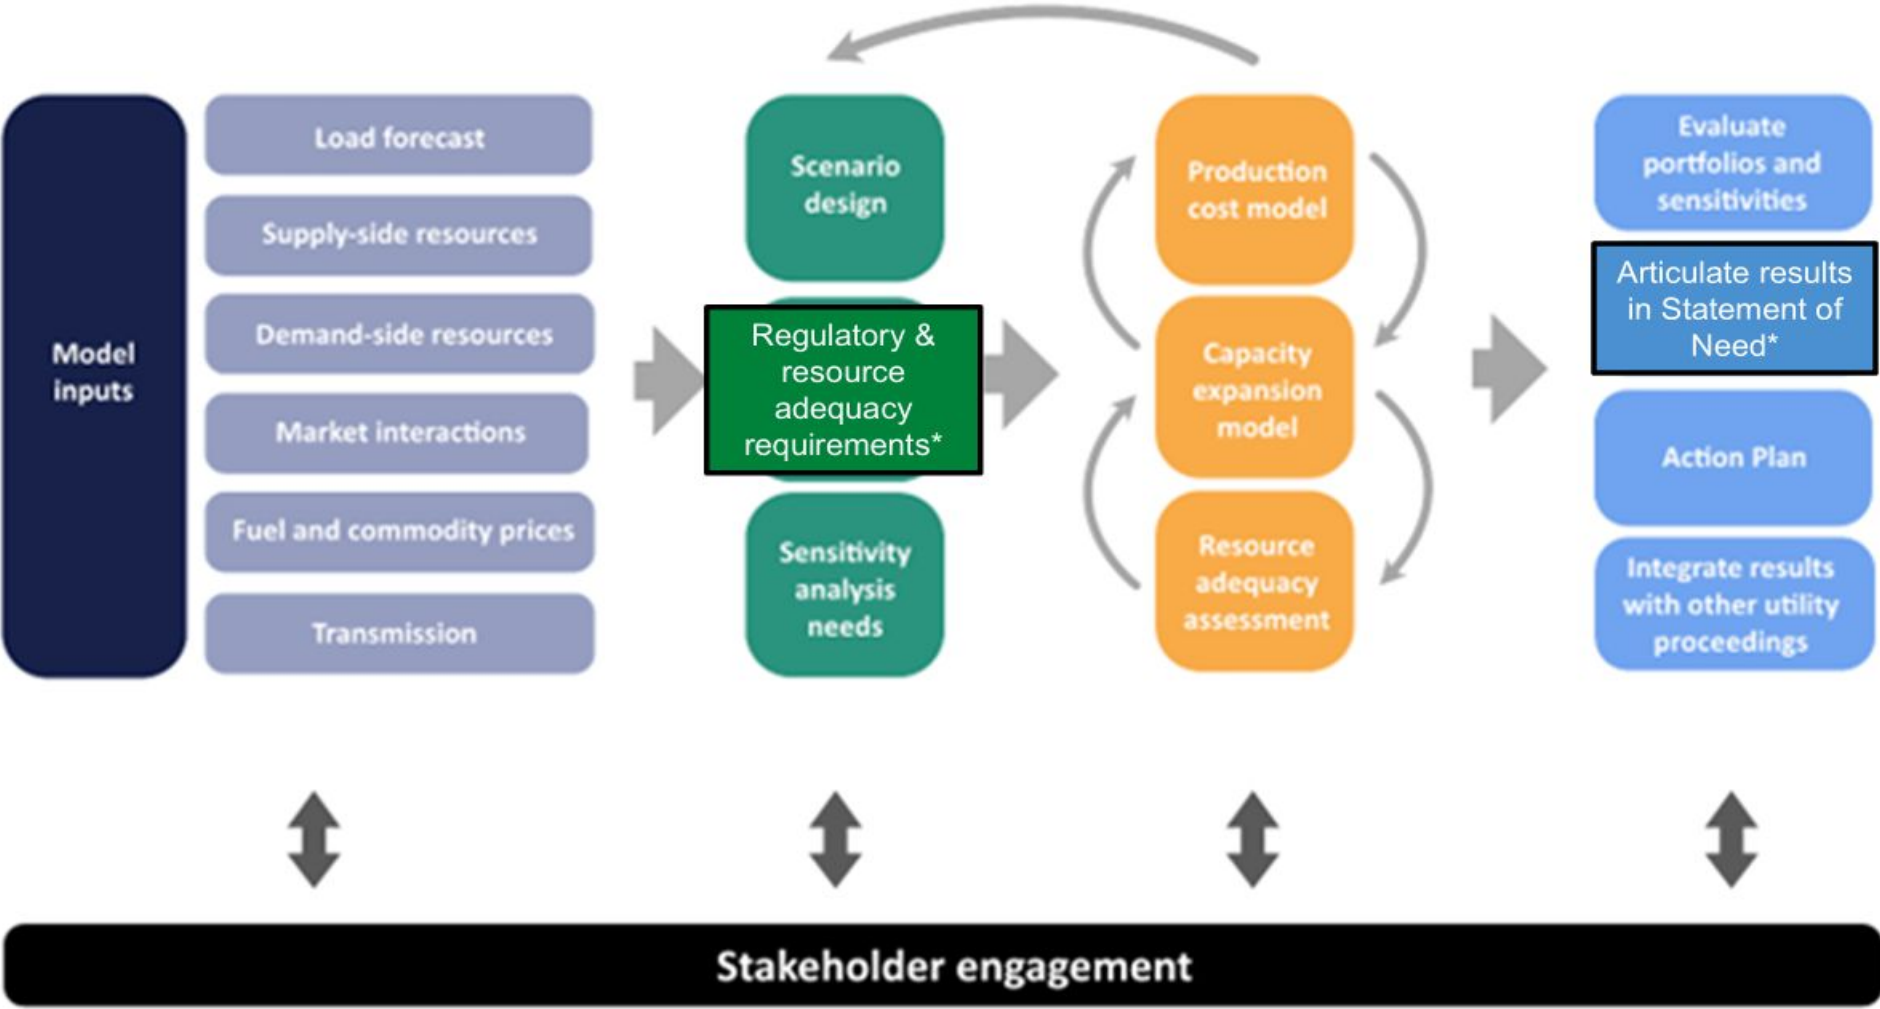 Model
inputs
Load forecast
Supply-side resources
Demand-side resources
Market interactions
Fuel and commodity prices
Transmission
Scenario
design
Regulatory &
resource
adequacy
requirements*
Sensitivity
analysis
needs
Production
cost model
Capacity
expansion
model
Resource
adequacy
assessment
Evaluate
portfolios and
sensitivities
Articulate results
in Statement of
Need*
Action Plan
Integrate results
with other utility
proceedings
Stakeholder engagement